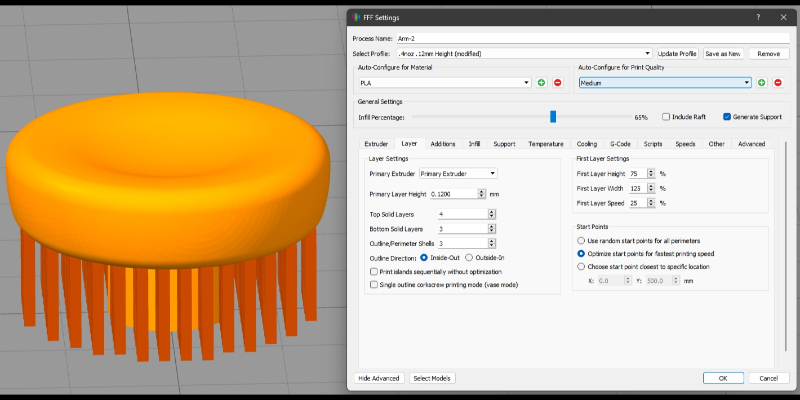 FFF Settings
Process Name: Arm-2
Select Profile: .4noz .12mm Height (modified) Update Profile Save as New Remove
Auto-Configure for Material Auto-Configure for Print Quality
PLA Medium
General Settings
Infill Percentage: 65% Include Raft Generate Support
Extruder Layer Additions Infill Support Temperature Cooling G-Code Scripts Speeds Other Advanced
Layer Settings
Primary Extruder Primary Extruder
Primary Layer Height 0.1200 mm
Top Solid Layers 4
Bottom Solid Layers 3
Outline/Perimeter Shells 3
Outline Direction: Inside-Out Outside-In
Print islands sequentially without optimization
Single outline corkscrew printing mode (vase mode)
First Layer Settings
First Layer Height 75 %
First Layer Width 125 %
First Layer Speed 25 %
Start Points
Use random start points for all perimeters
Optimize start points for fastest printing speed
Choose start point closest to specific location
X: 0.0 Y: 500.0 mm
Hide Advanced Select Models OK Cancel